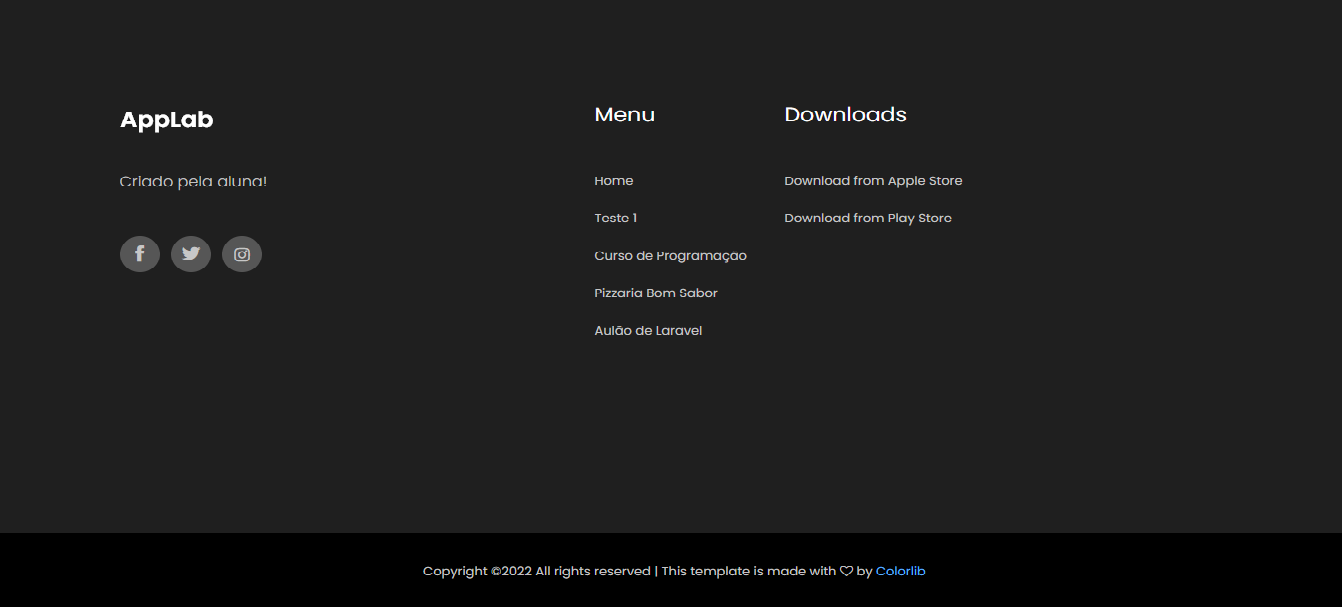 AppLab
Criado pela aluna!
Menu
Home
Teste 1
Curso de Programação
Pizzaria Bom Sabor
Aulão de Laravel
Downloads
Download from Apple Store
Download from Play Store
Copyright ©2022 All rights reserved | This template is made with ♡ by Colorlib